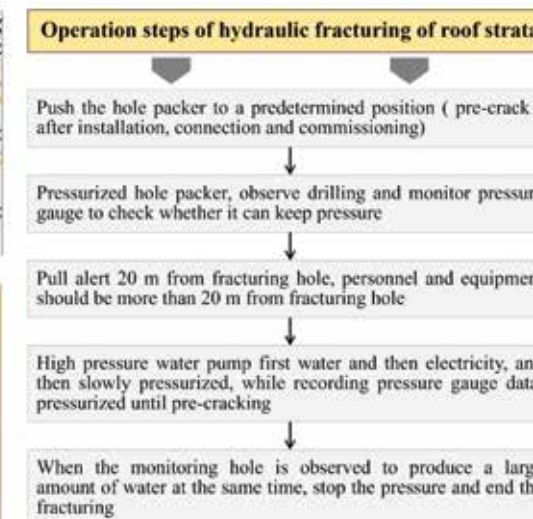 Operation steps of hydraulic fracturing of roof strata
Push the hole packer to a predetermined position ( pre-crack
after installation, connection and commissioning)
Pressurized hole packer, observe drilling and monitor pressur
gauge to check whether it can keep pressure
Pull alert 20 m from fracturing hole, personnel and equipmen
should be more than 20 m from fracturing hole
High pressure water pump first water and then electricity, an
then slowly pressurized, while recording pressure gauge data
pressurized until pre-cracking
When the monitoring hole is observed to produce a larg
amount of water at the same time, stop the pressure and end th
fracturing